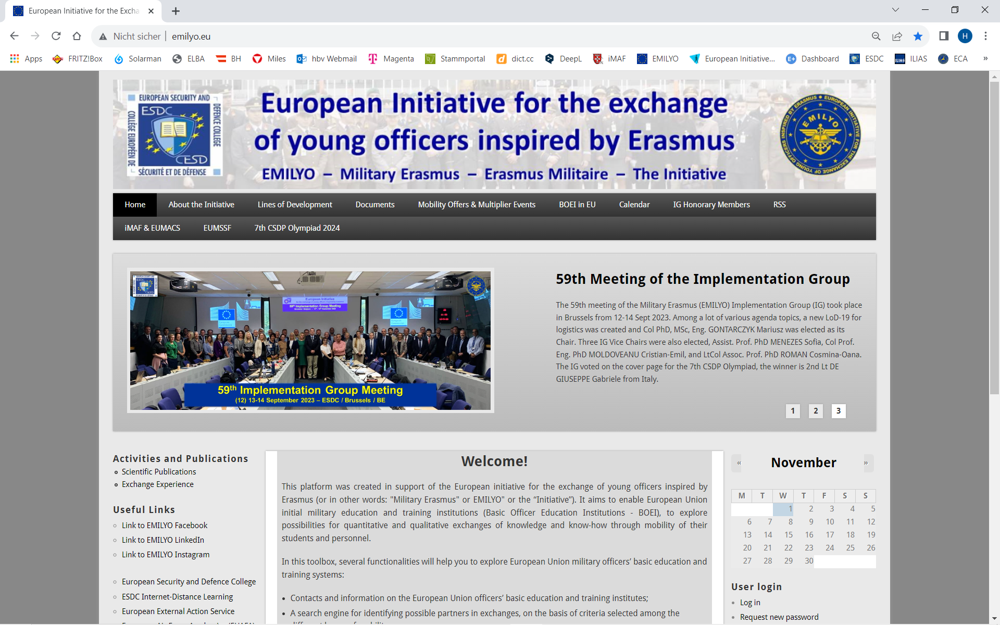 European Initiative for the Excha
Nicht sicher
emilyo.eu
H
Apps
FRITZ!Box
Solarman
ELBA
BH
Miles
hbv Webmail
Magenta
Stammportal
dict.cc
DeepL
iMAF
EMILYO
European Initiative...
Dashboard
ESDC
ILIAS
ECA
»
EUROPEAN SECURITY AND
DEFENCE COLLEGE
COLLÈGE EUROPÉEN DE
SÉCURITÉ ET DE DÉFENSE
ESDC
CESD
European Initiative for the exchange
of young officers inspired by Erasmus
EMILYO – Military Erasmus – Erasmus Militaire – The Initiative
EMILYO
EUROPEAN INITIATIVE FOR THE EXCHANGE OF YOUNG OFFICERS INSPIRED BY ERASMUS
Home
About the Initiative
Lines of Development
Documents
Mobility Offers & Multiplier Events
BOEI in EU
Calendar
IG Honorary Members
RSS
iMAF & EUMACS
EUMSSF
7th CSDP Olympiad 2024
European Initiative
59th Implementation Group Meeting
59th Implementation Group Meeting
(12) 13-14 September 2023 – ESDC / Brussels / BE
59th Meeting of the Implementation Group
The 59th meeting of the Military Erasmus (EMILYO) Implementation Group (IG) took place
in Brussels from 12-14 Sept 2023. Among a lot of various agenda topics, a new LoD-19 for
logistics was created and Col PhD, MSc, Eng. GONTARCZYK Mariusz was elected as its
Chair. Three IG Vice Chairs were also elected, Assist. Prof. PhD MENEZES Sofia, Col Prof.
Eng. PhD MOLDOVEANU Cristian-Emil, and LtCol Assoc. Prof. PhD ROMAN Cosmina-Oana.
The IG voted on the cover page for the 7th CSDP Olympiad, the winner is 2nd Lt DE
GIUSEPPE Gabriele from Italy.
1 2 3
Activities and Publications
Scientific Publications
Exchange Experience
Useful Links
Link to EMILYO Facebook
Link to EMILYO LinkedIn
Link to EMILYO Instagram
European Security and Defence College
ESDC Internet-Distance Learning
European External Action Service
Welcome!
This platform was created in support of the European initiative for the exchange of young officers inspired by
Erasmus (or in other words: "Military Erasmus" or EMILYO" or the “Initiative”). It aims to enable European Union
initial military education and training institutions (Basic Officer Education Institutions - BOEI), to explore
possibilities for quantitative and qualitative exchanges of knowledge and know-how through mobility of their
students and personnel.
In this toolbox, several functionalities will help you to explore European Union military officers’ basic education and
training systems:
• Contacts and information on the European Union officers’ basic education and training institutes;
• A search engine for identifying possible partners in exchanges, on the basis of criteria selected among the
« November »
M T W T F S S
1 2 3 4 5
6 7 8 9 10 11 12
13 14 15 16 17 18 19
20 21 22 23 24 25 26
27 28 29 30
User login
Log in
Request new password